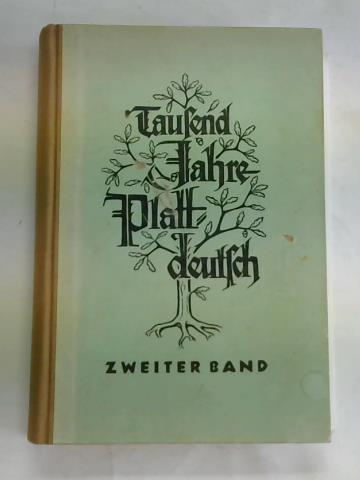 Tausend
Jahre
Platt-
deutsch
ZWEITER BAND